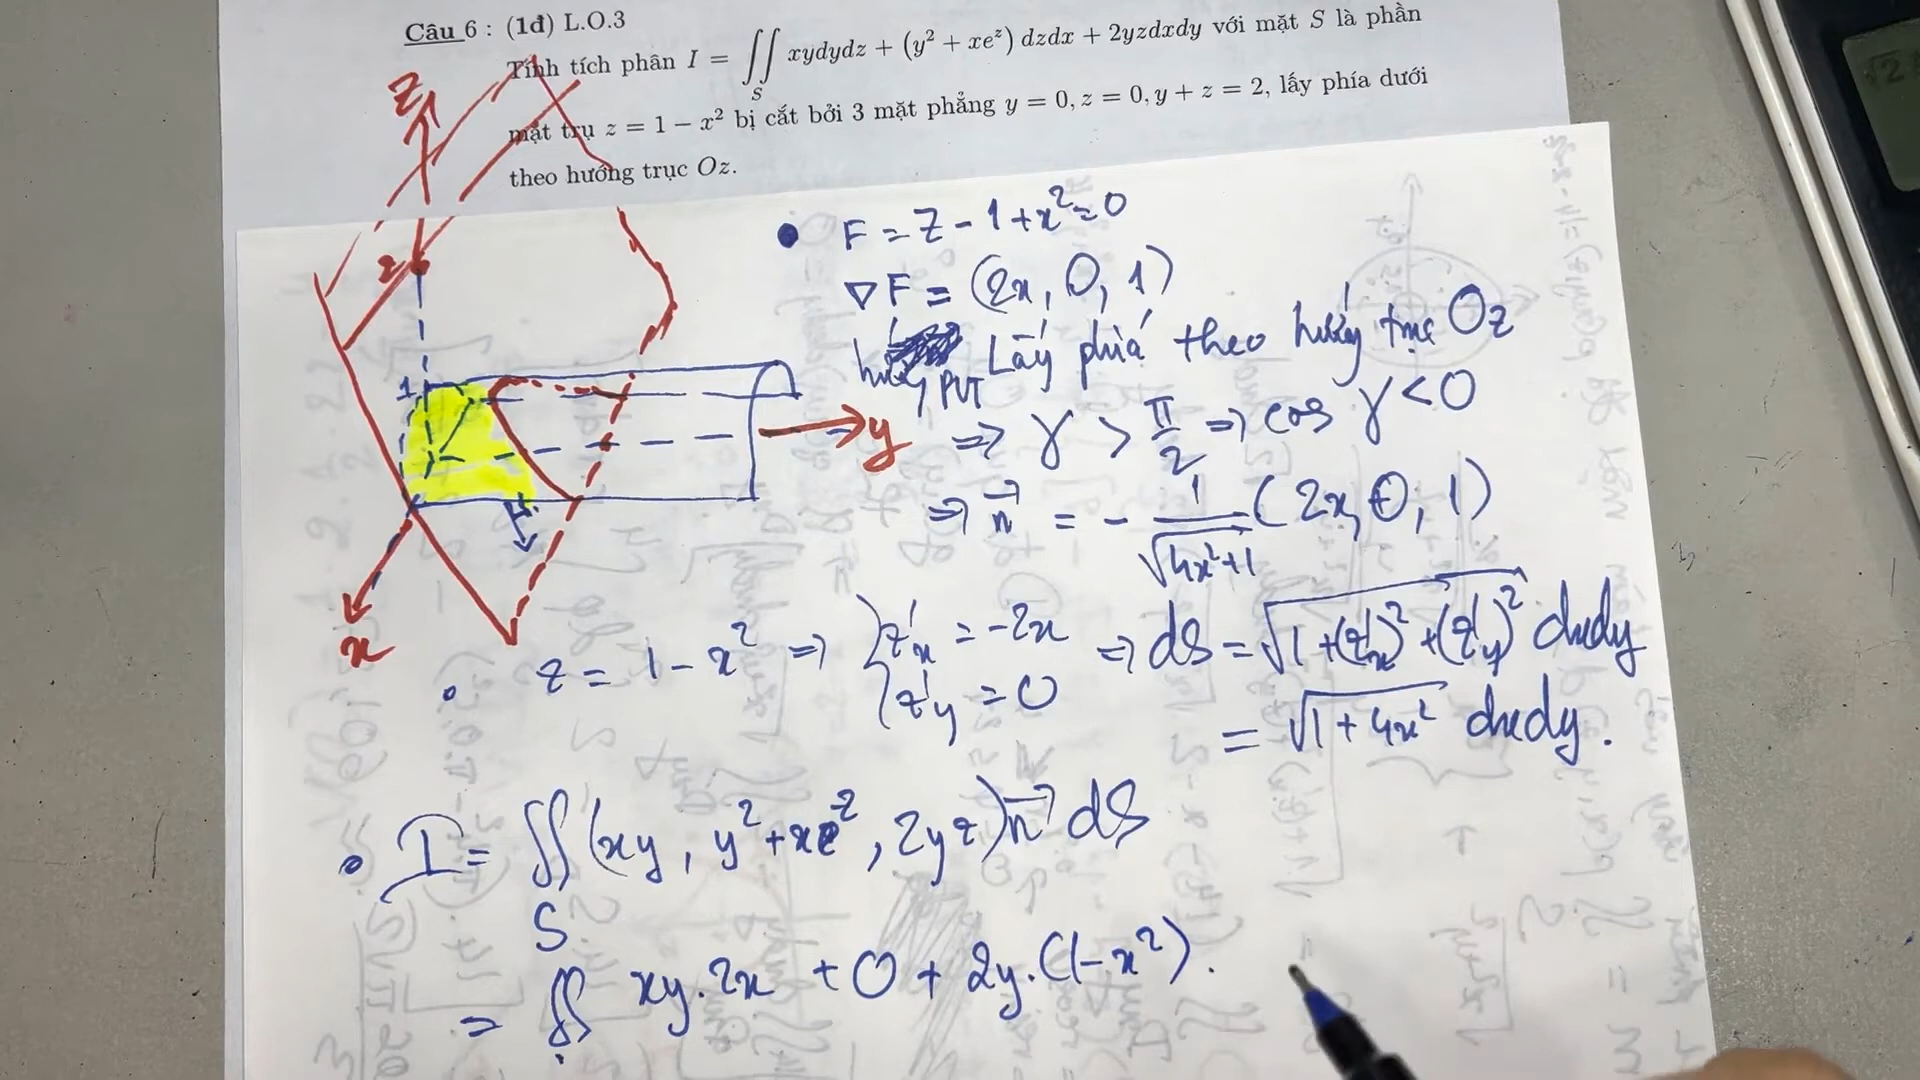 Câu 6 : (1đ) L.O.3
Tính tích phân I = ∬_S xydydz + (y² + xe^z) dzdx + 2yzdxdy với mặt S là phần
mặt trụ z = 1 − x² bị cắt bởi 3 mặt phẳng y = 0, z = 0, y + z = 2, lấy phía dưới
theo hướng trục Oz.
z
2
1
y
x
• F = z - 1 + x² = 0
∇F = (2x, 0, 1)
Lấy phía theo hướng trục Oz
hướng PVT
⇒ γ > π/2 ⇒ cos γ < 0
⇒ n⃗ = - 1/√(4x²+1) (2x, 0, 1)
• z = 1 - x² ⇒ { z'x = -2x ⇒ dS = √(1 + (z'x)² + (z'y)²) dxdy
z'y = 0
= √(1 + 4x²) dxdy.
• I = ∬_S (xy, y² + xe^z, 2yz) n⃗ dS
= ∬ xy.2x + 0 + 2y.(1-x²).